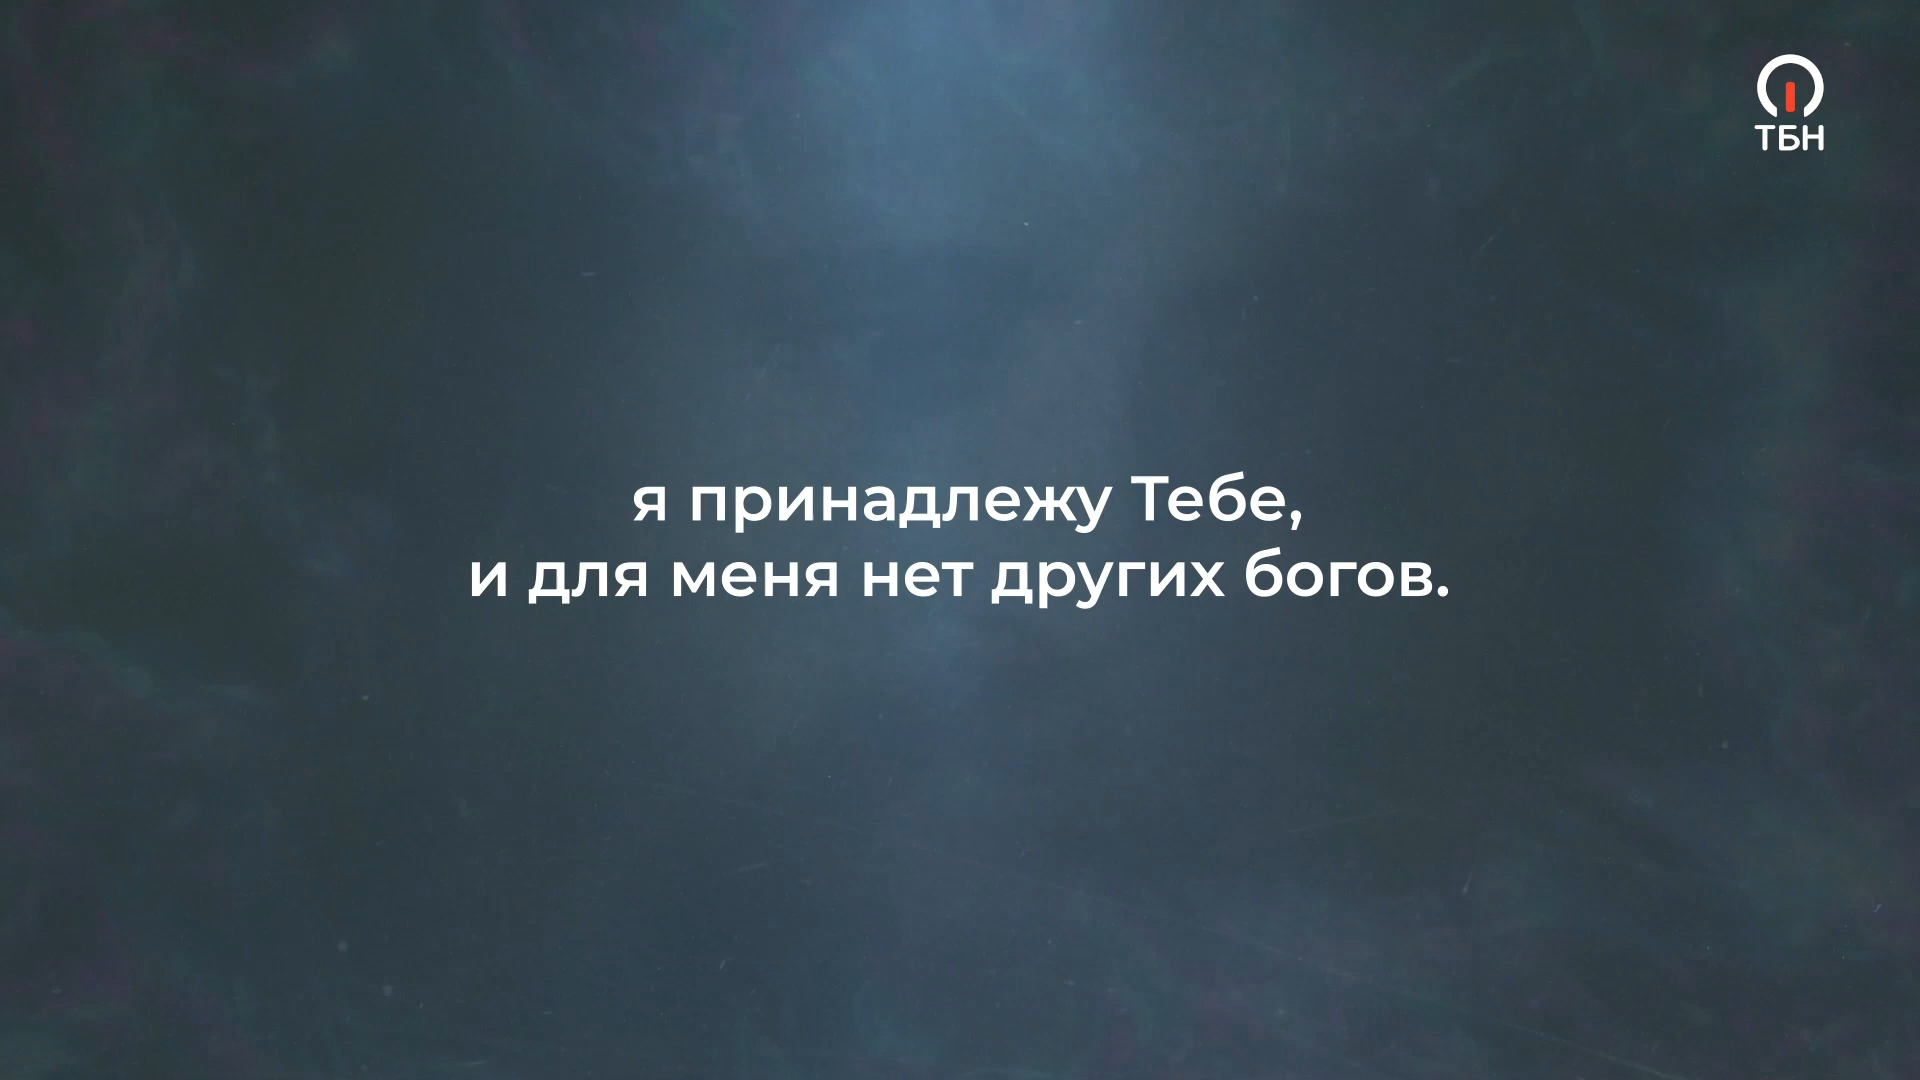 ТБН
я принадлежу Тебе,
и для меня нет других богов.